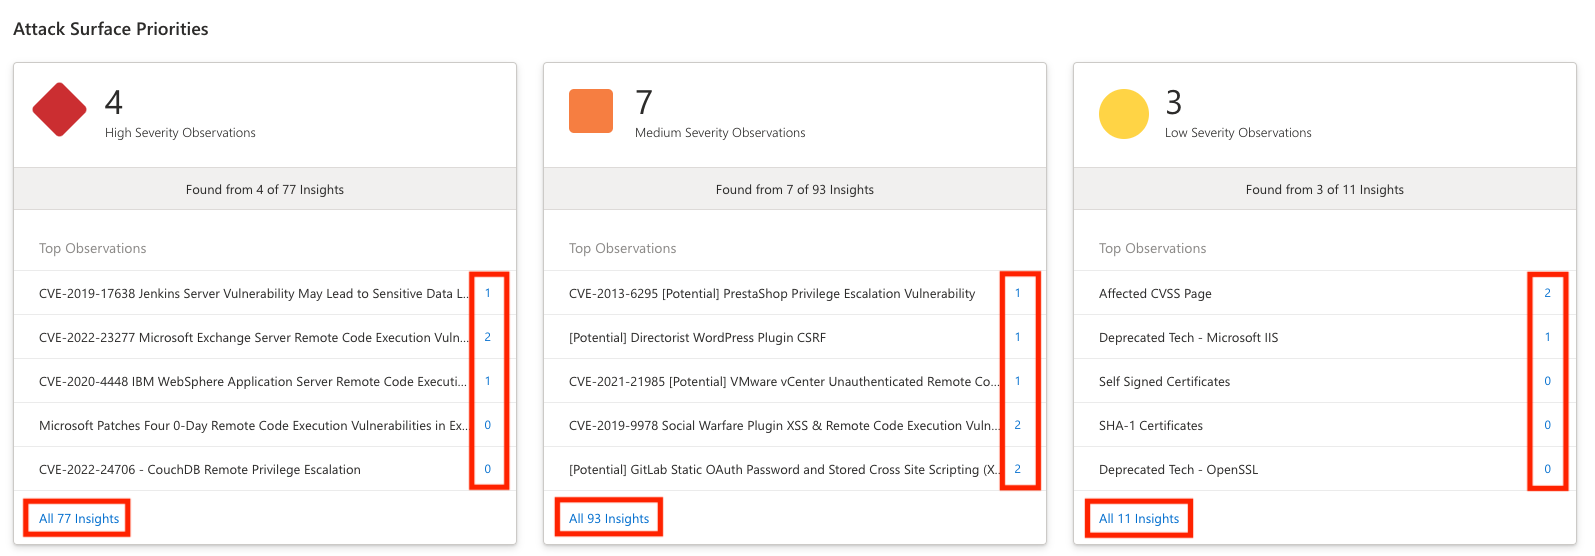 Attack Surface Priorities
4
High Severity Observations
Found from 4 of 77 Insights
Top Observations
CVE-2019-17638 Jenkins Server Vulnerability May Lead to Sensitive Data L... 1
CVE-2022-23277 Microsoft Exchange Server Remote Code Execution Vuln... 2
CVE-2020-4448 IBM WebSphere Application Server Remote Code Executi... 1
Microsoft Patches Four 0-Day Remote Code Execution Vulnerabilities in Ex... 0
CVE-2022-24706 - CouchDB Remote Privilege Escalation 0
All 77 Insights
7
Medium Severity Observations
Found from 7 of 93 Insights
Top Observations
CVE-2013-6295 [Potential] PrestaShop Privilege Escalation Vulnerability 1
[Potential] Directorist WordPress Plugin CSRF 1
CVE-2021-21985 [Potential] VMware vCenter Unauthenticated Remote Co... 1
CVE-2019-9978 Social Warfare Plugin XSS & Remote Code Execution Vuln... 2
[Potential] GitLab Static OAuth Password and Stored Cross Site Scripting (X... 2
All 93 Insights
3
Low Severity Observations
Found from 3 of 11 Insights
Top Observations
Affected CVSS Page 2
Deprecated Tech - Microsoft IIS 1
Self Signed Certificates 0
SHA-1 Certificates 0
Deprecated Tech - OpenSSL 0
All 11 Insights